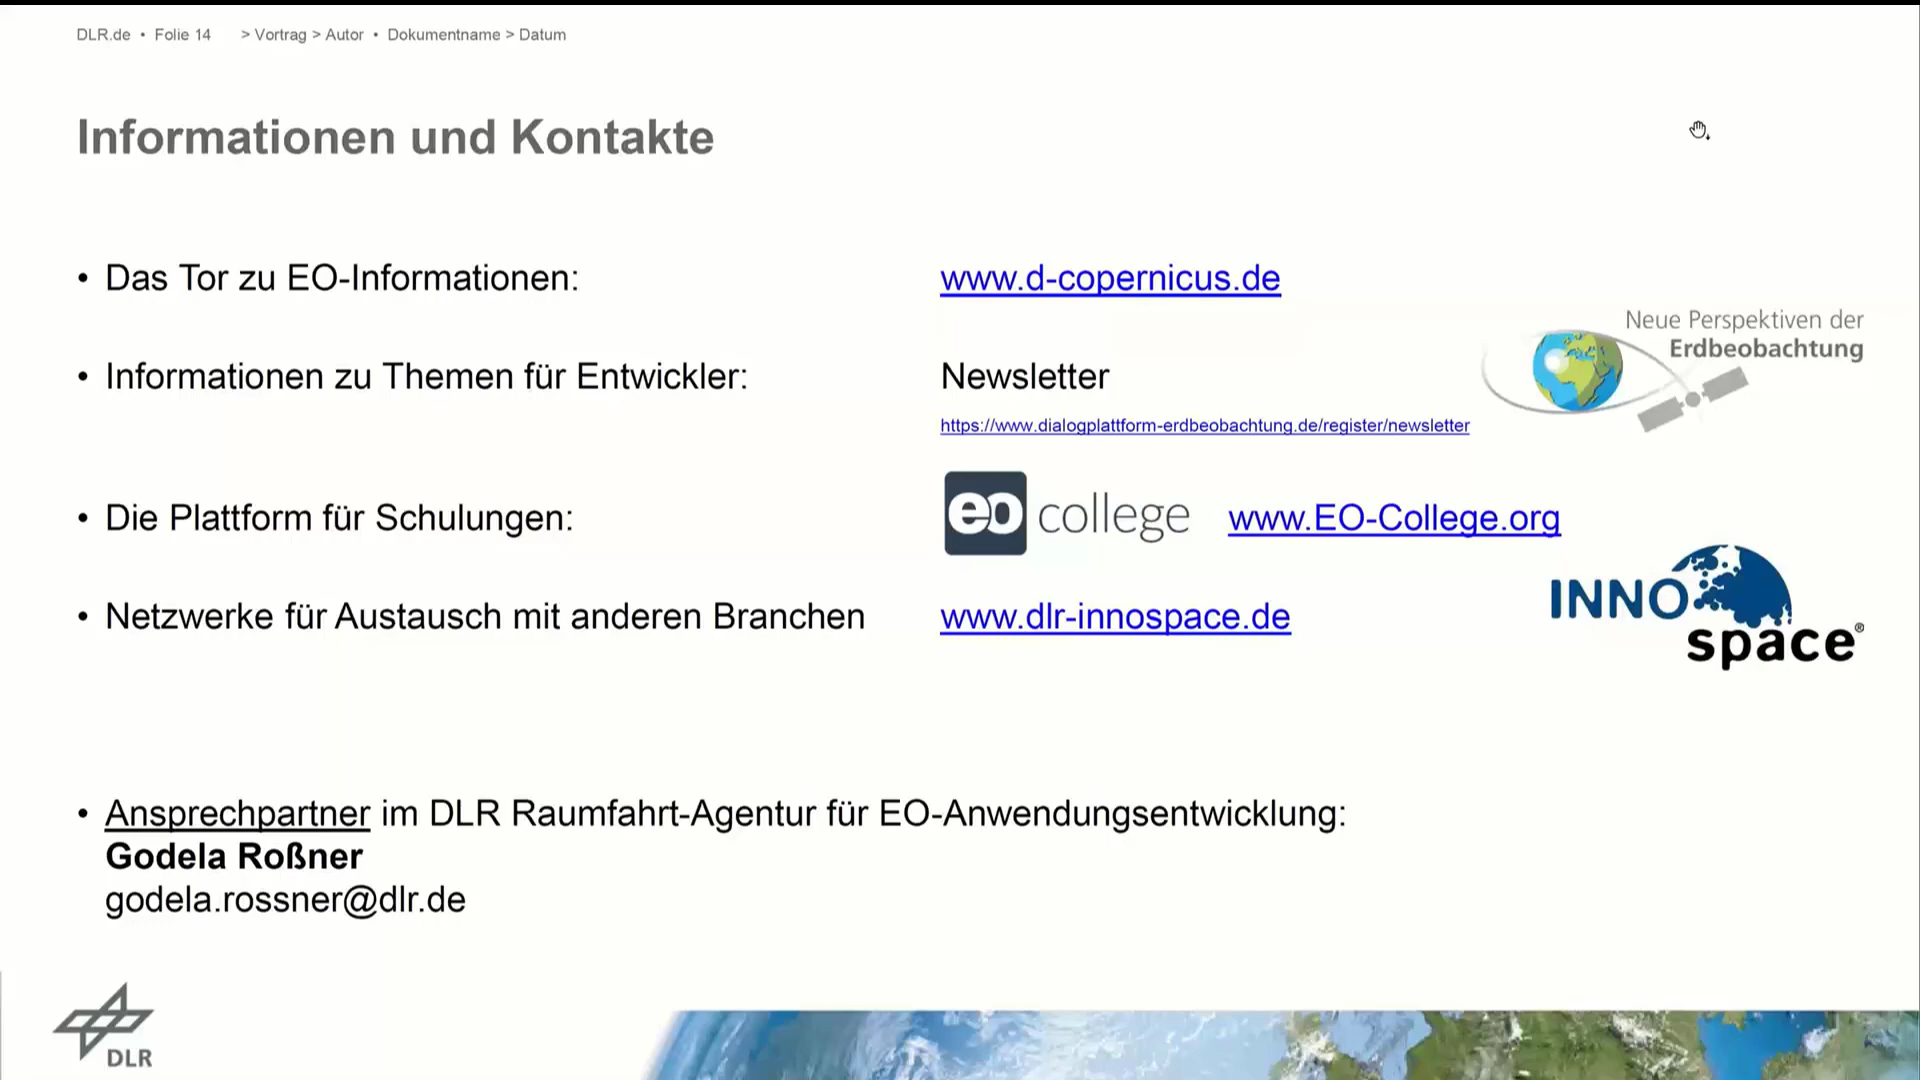 DLR.de • Folie 14 > Vortrag > Autor • Dokumentname > Datum
Informationen und Kontakte
• Das Tor zu EO-Informationen: www.d-copernicus.de
Neue Perspektiven der
Erdbeobachtung
• Informationen zu Themen für Entwickler: Newsletter
https://www.dialogplattform-erdbeobachtung.de/register/newsletter
• Die Plattform für Schulungen: eo college www.EO-College.org
• Netzwerke für Austausch mit anderen Branchen www.dlr-innospace.de
INNO
space®
• Ansprechpartner im DLR Raumfahrt-Agentur für EO-Anwendungsentwicklung:
Godela Roßner
godela.rossner@dlr.de
DLR